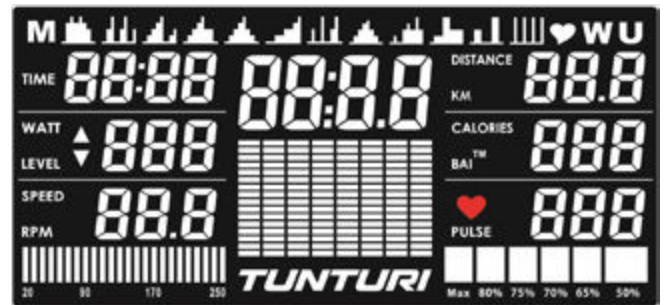 M W U
TIME 88:88
88:8.8
DISTANCE
KM 88.8
WATT
LEVEL 888
CALORIES
BAI™ 888
SPEED
RPM 88.8
PULSE 888
20 90 170 250
TUNTURI
Max 80% 75% 70% 65% 50%